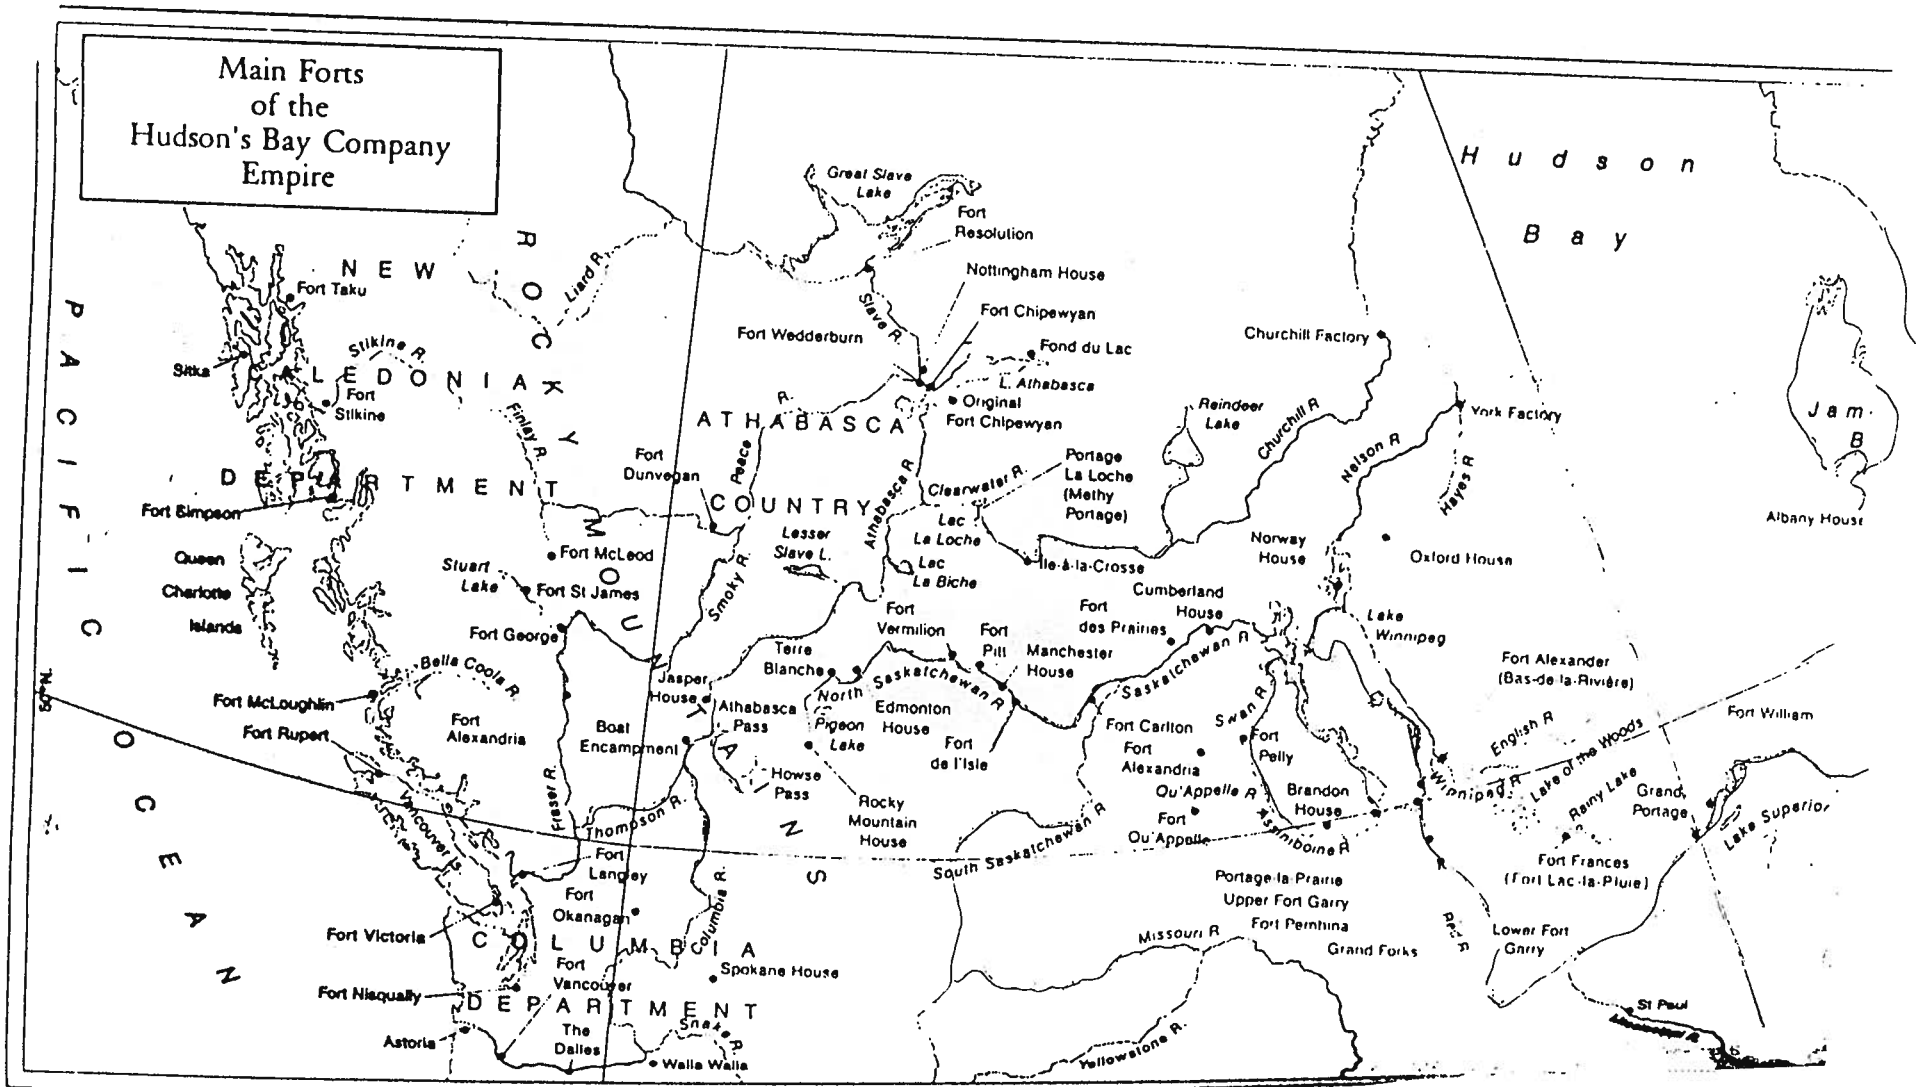 Main Forts
of the
Hudson's Bay Company
Empire
Hudson
Bay
Great Slave
Lake
Fort
Resolution
Nottingham House
Fort Chipewyan
Fort Wedderburn
Slave R.
Fond du Lac
L. Athabasca
Original
Fort Chipewyan
Churchill Factory
York Factory
Jam.
B
Albany House
ROCKY
MOUNTAINS
Liard R.
NEW
CALEDONIA
DEPARTMENT
Fort Taku
Stikine R.
Sitka
Fort
Stikine
Finlay R.
PACIFIC
OCEAN
Fort Simpson
Queen
Charlotte
Islands
ATHABASCA
COUNTRY
Peace
R.
Fort
Dunvegan
Athabasca R
Clearwater R.
Portage
La Loche
(Methy
Portage)
Lac
La Loche
Reindeer
Lake
Churchill R
Nelson R
Hayes R
Lesser
Slave L.
Lac
La Biche
Ile-à-la-Crosse
Norway
House
Oxford House
Fort McLeod
Stuart
Lake
Fort St James
Fort George
Smoky R.
Fort
Vermilion
Fort
Pitt
Manchester
House
Fort
des Prairies
Cumberland
House
Lake
Winnipeg
Saskatchewan R
Terre
Blanche
North Saskatchewan R
Jasper
House
Athabasca
Pass
Pigeon
Lake
Edmonton
House
Fort
de l'Isle
Fort Carlton
Swan R
Fort
Pelly
Fort
Alexandria
Fort Alexander
(Bas-de-la-Rivière)
Fort William
English R
Lake of the Woods
Rainy Lake
Winnipeg R
Grand
Portage
Lake Superior
Bella Coola R
Fort McLoughlin
Fort Rupert
Fort
Alexandria
Boat
Encampment
Howse
Pass
Rocky
Mountain
House
50°N.
Fraser R.
Thompson R.
Vancouver Is.
Qu'Appelle R
Fort
Qu'Appelle
Brandon
House
Assiniboine R
South Saskatchewan R
Fort Frances
(Fort Lac-la-Pluie)
Portage-la-Prairie
Upper Fort Garry
Fort Pembina
Grand Forks
Red R
Lower Fort
Garry
Fort
Langley
Fort
Okanagan
Columbia R.
Fort Victoria
COLUMBIA
DEPARTMENT
Fort
Vancouver
Spokane House
Fort Nisqually
Astoria
The
Dalles
Snake R
Walla Walla
Missouri R
Yellowstone R.
St Paul
Mississippi R